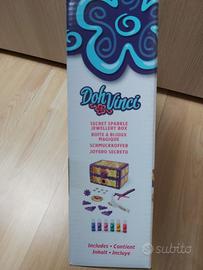 DohVinci
SECRET SPARKLE
JEWELLERY BOX
BOÎTE À BIJOUX
MAGIQUE
SCHMUCKKOFFER
JOYERO SECRETO
Includes • Contient
Inhalt • Incluye
subito